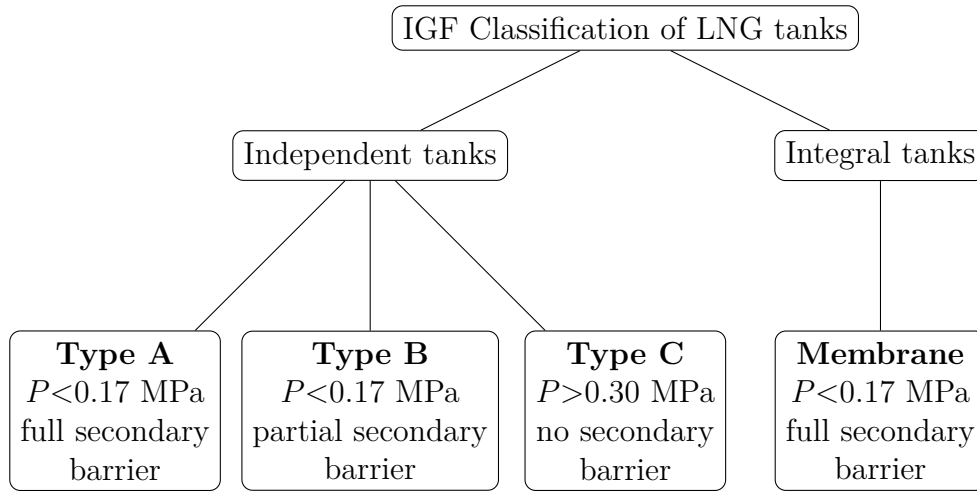 IGF Classification of LNG tanks
Independent tanks
Integral tanks
Type A
P<0.17 MPa
full secondary
barrier
Type B
P<0.17 MPa
partial secondary
barrier
Type C
P>0.30 MPa
no secondary
barrier
Membrane
P<0.17 MPa
full secondary
barrier